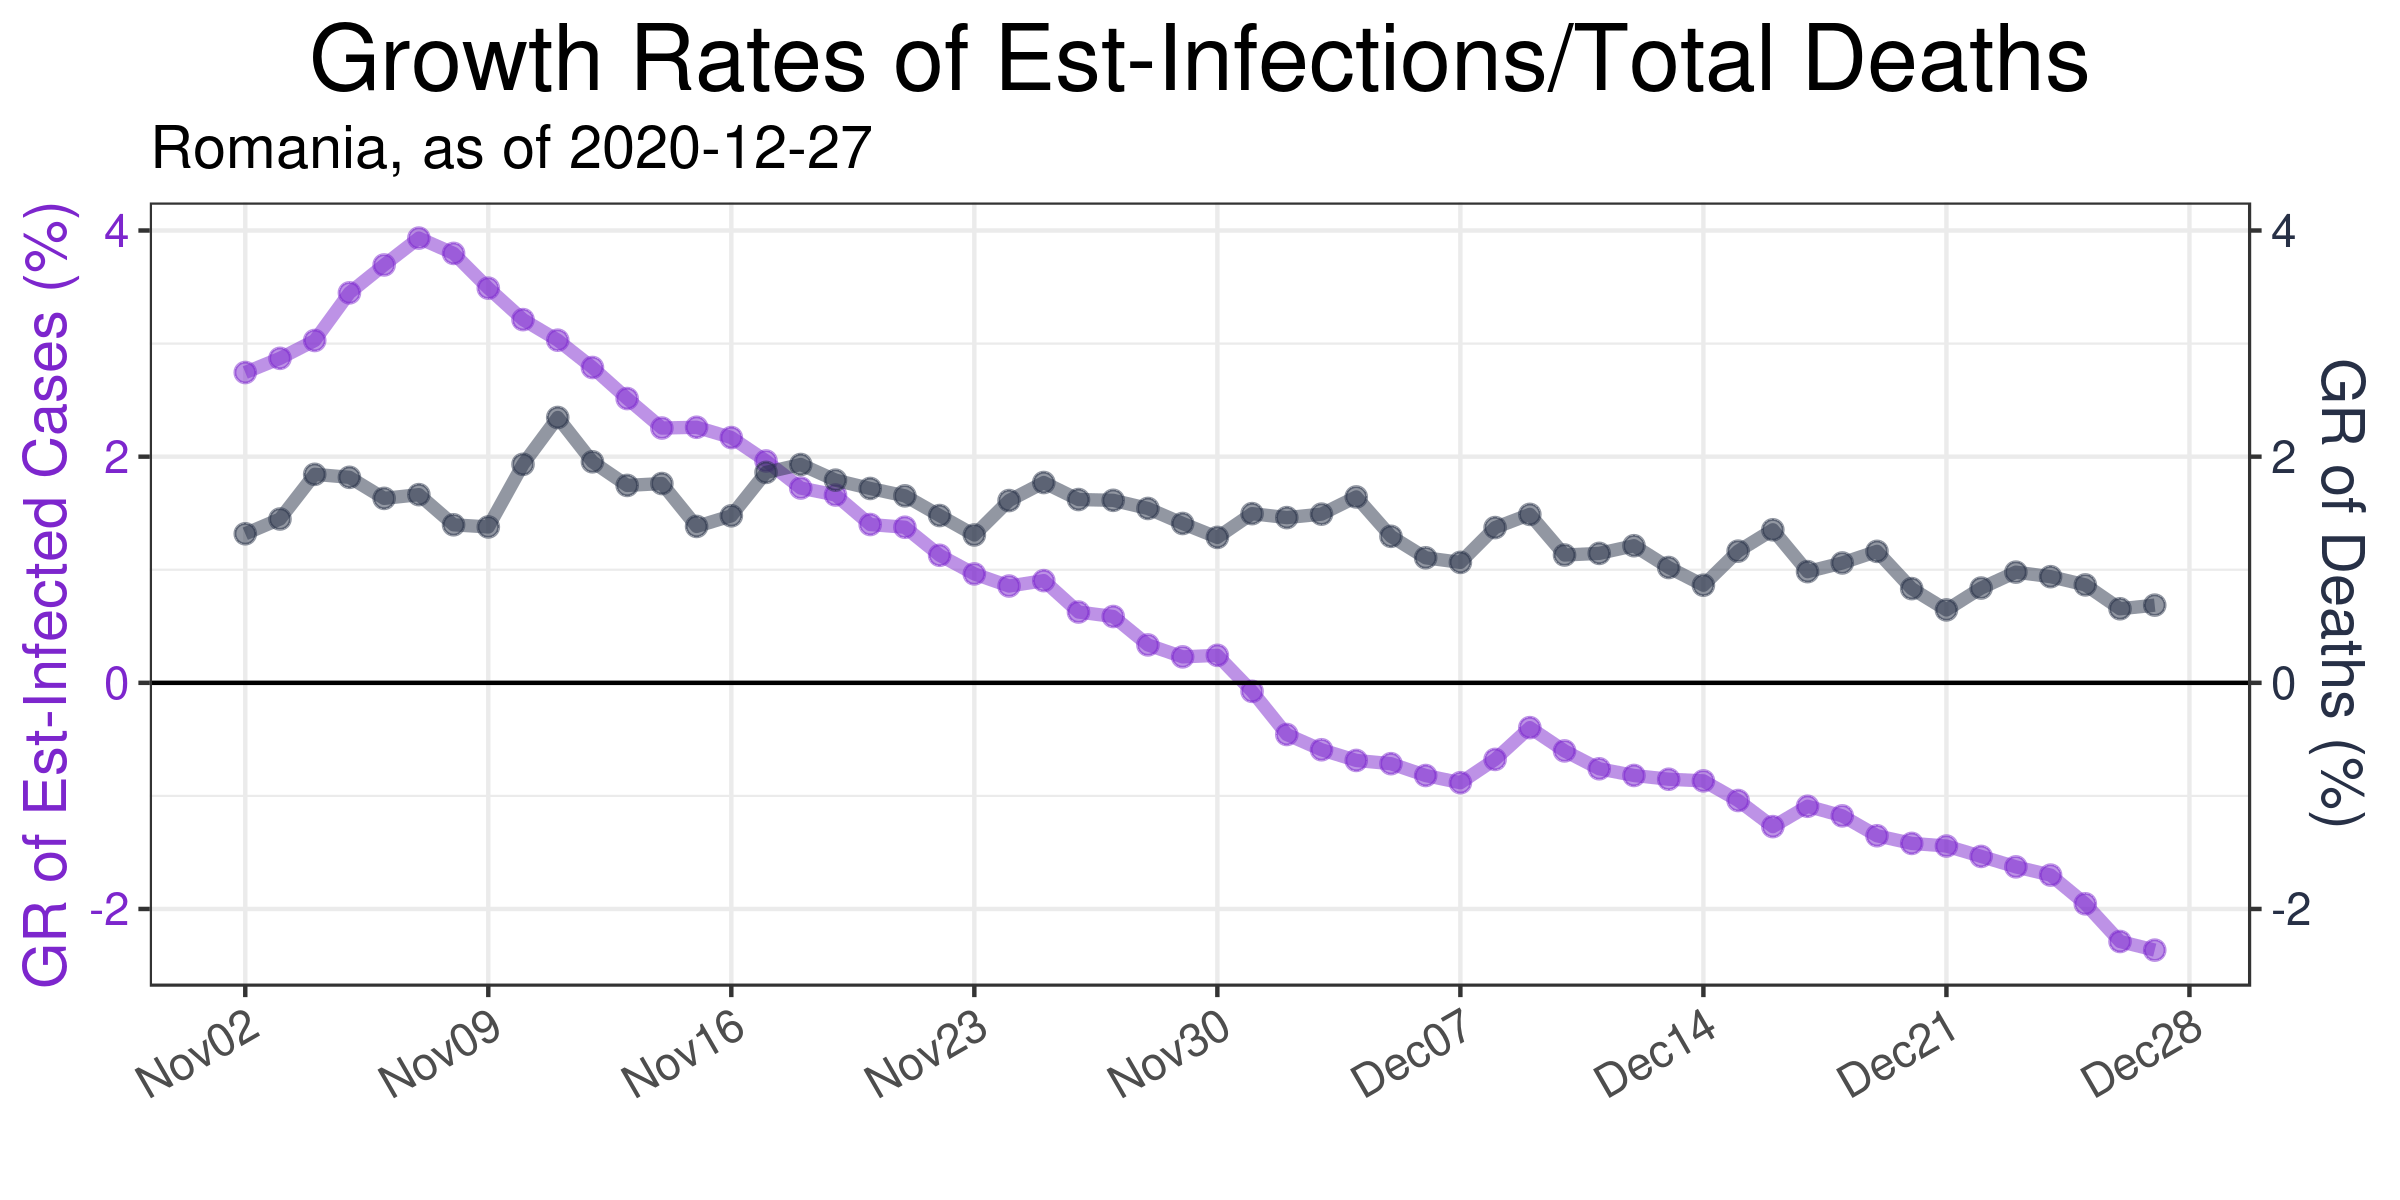 Growth Rates of Est-Infections/Total Deaths
Romania, as of 2020-12-27
GR of Est-Infected Cases (%)
4
2
0
-2
4
2
0
-2
GR of Deaths (%)
Nov02
Nov09
Nov16
Nov23
Nov30
Dec07
Dec14
Dec21
Dec28